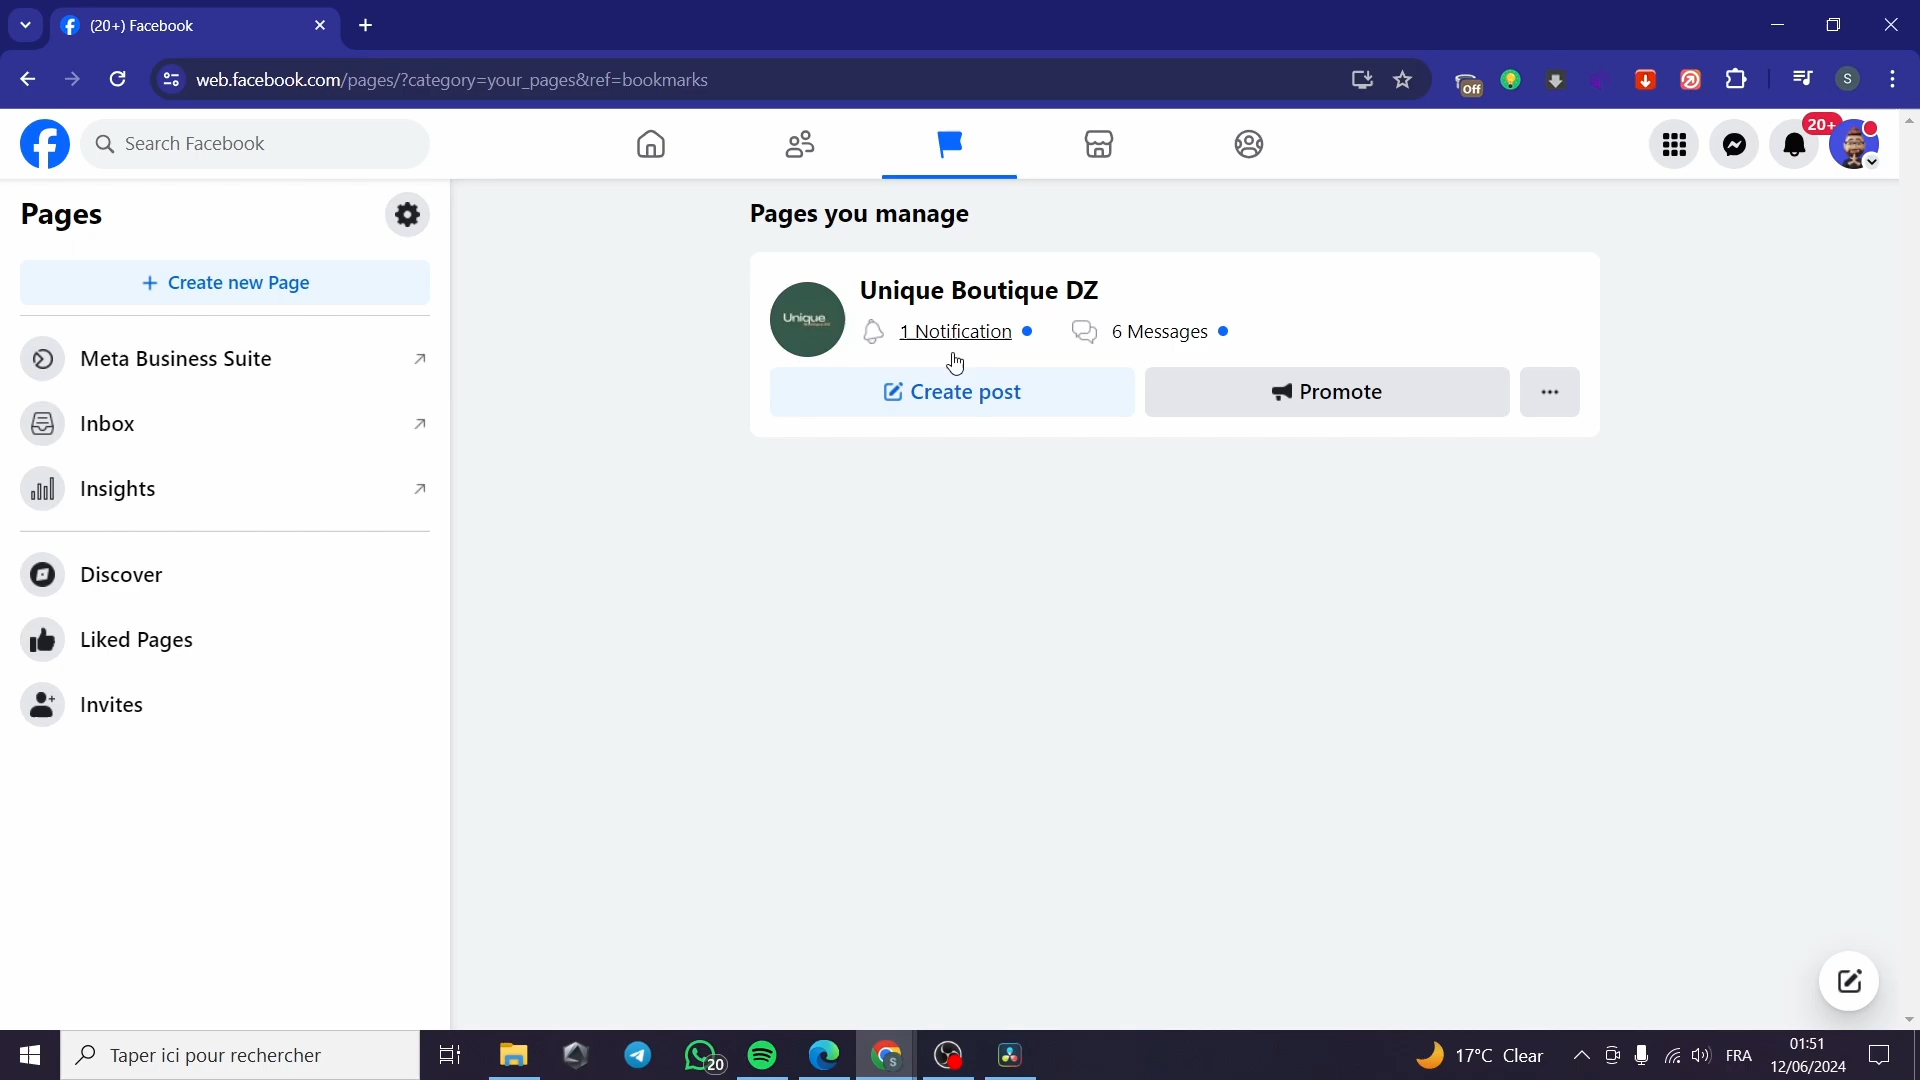 (20+) Facebook
web.facebook.com/pages/?category=your_pages&ref=bookmarks
Off
S
Search Facebook
20+
Pages
Create new Page
Meta Business Suite
Inbox
Insights
Discover
Liked Pages
Invites
Pages you manage
Unique
Unique Boutique DZ
1 Notification
6 Messages
Create post
Promote
Taper ici pour rechercher
20
S
17°C Clear
FRA
01:51
12/06/2024